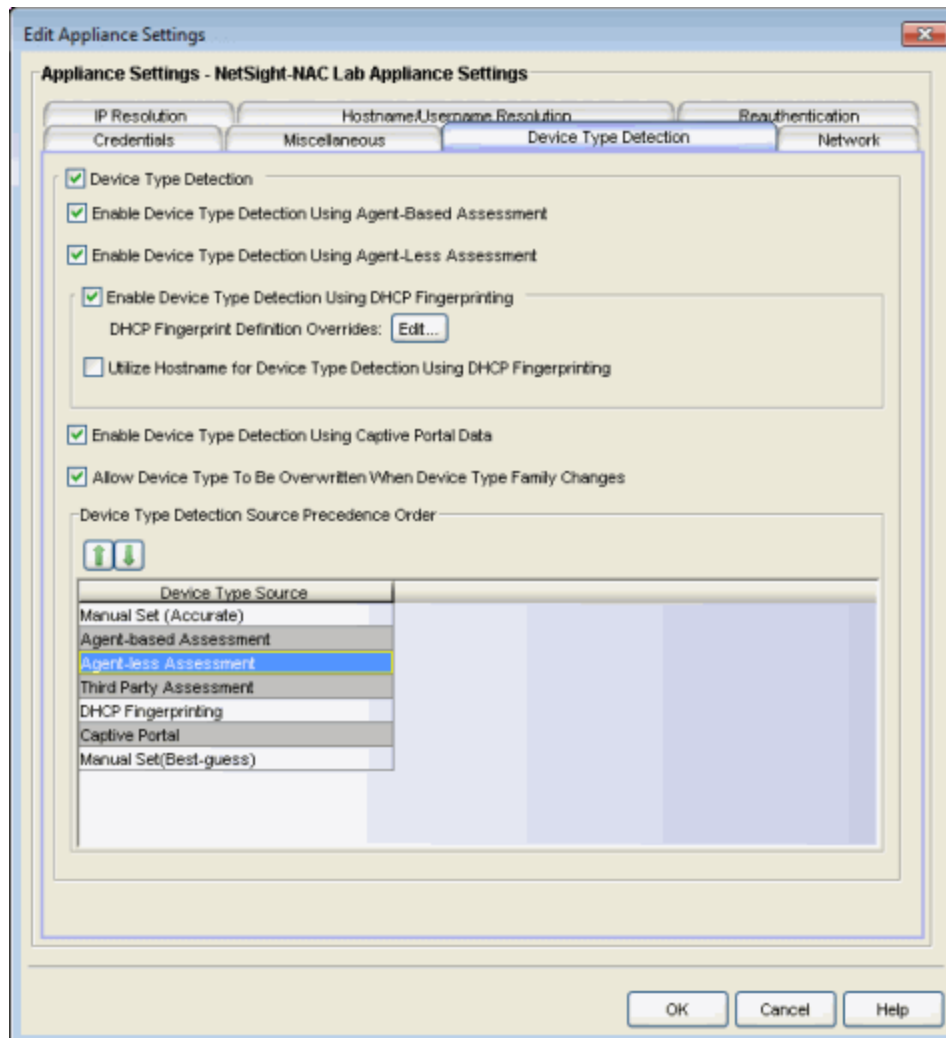 Edit Appliance Settings
Appliance Settings - NetSight-NAC Lab Appliance Settings
IP Resolution Hostname/Username Resolution Reauthentication
Credentials Miscellaneous Device Type Detection Network
Device Type Detection
Enable Device Type Detection Using Agent-Based Assessment
Enable Device Type Detection Using Agent-Less Assessment
Enable Device Type Detection Using DHCP Fingerprinting
DHCP Fingerprint Definition Overrides: Edit...
Utilize Hostname for Device Type Detection Using DHCP Fingerprinting
Enable Device Type Detection Using Captive Portal Data
Allow Device Type To Be Overwritten When Device Type Family Changes
Device Type Detection Source Precedence Order
Device Type Source
Manual Set (Accurate)
Agent-based Assessment
Agent-less Assessment
Third Party Assessment
DHCP Fingerprinting
Captive Portal
Manual Set(Best-guess)
OK Cancel Help